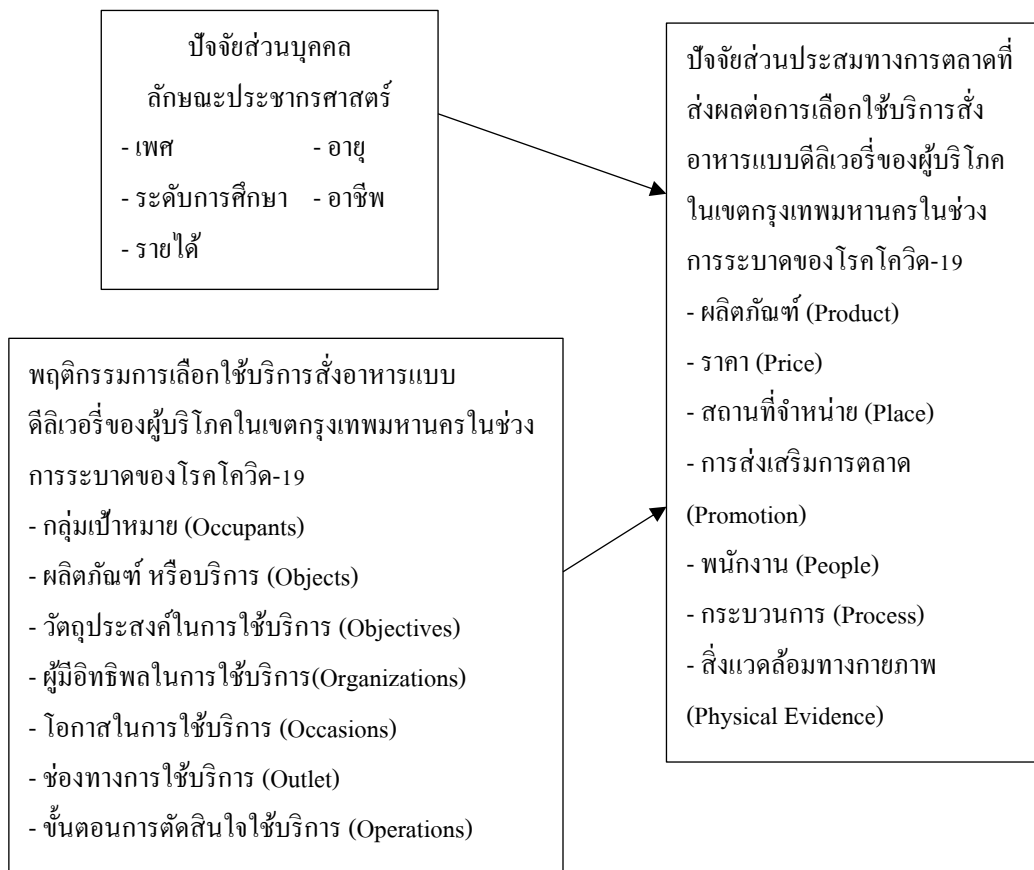 ปัจจัยส่วนบุคคล
ลักษณะประชากรศาสตร์
- เพศ - อายุ
- ระดับการศึกษา - อาชีพ
- รายได้
พฤติกรรมการเลือกใช้บริการสั่งอาหารแบบ
ดีลิเวอรี่ของผู้บริโภคในเขตกรุงเทพมหานครในช่วง
การระบาดของโรคโควิด-19
- กลุ่มเป้าหมาย (Occupants)
- ผลิตภัณฑ์ หรือบริการ (Objects)
- วัตถุประสงค์ในการใช้บริการ (Objectives)
- ผู้มีอิทธิพลในการใช้บริการ(Organizations)
- โอกาสในการใช้บริการ (Occasions)
- ช่องทางการใช้บริการ (Outlet)
- ขั้นตอนการตัดสินใจใช้บริการ (Operations)
ปัจจัยส่วนประสมทางการตลาดที่
ส่งผลต่อการเลือกใช้บริการสั่ง
อาหารแบบดีลิเวอรี่ของผู้บริโภค
ในเขตกรุงเทพมหานครในช่วง
การระบาดของโรคโควิด-19
- ผลิตภัณฑ์ (Product)
- ราคา (Price)
- สถานที่จำหน่าย (Place)
- การส่งเสริมการตลาด
(Promotion)
- พนักงาน (People)
- กระบวนการ (Process)
- สิ่งแวดล้อมทางกายภาพ
(Physical Evidence)